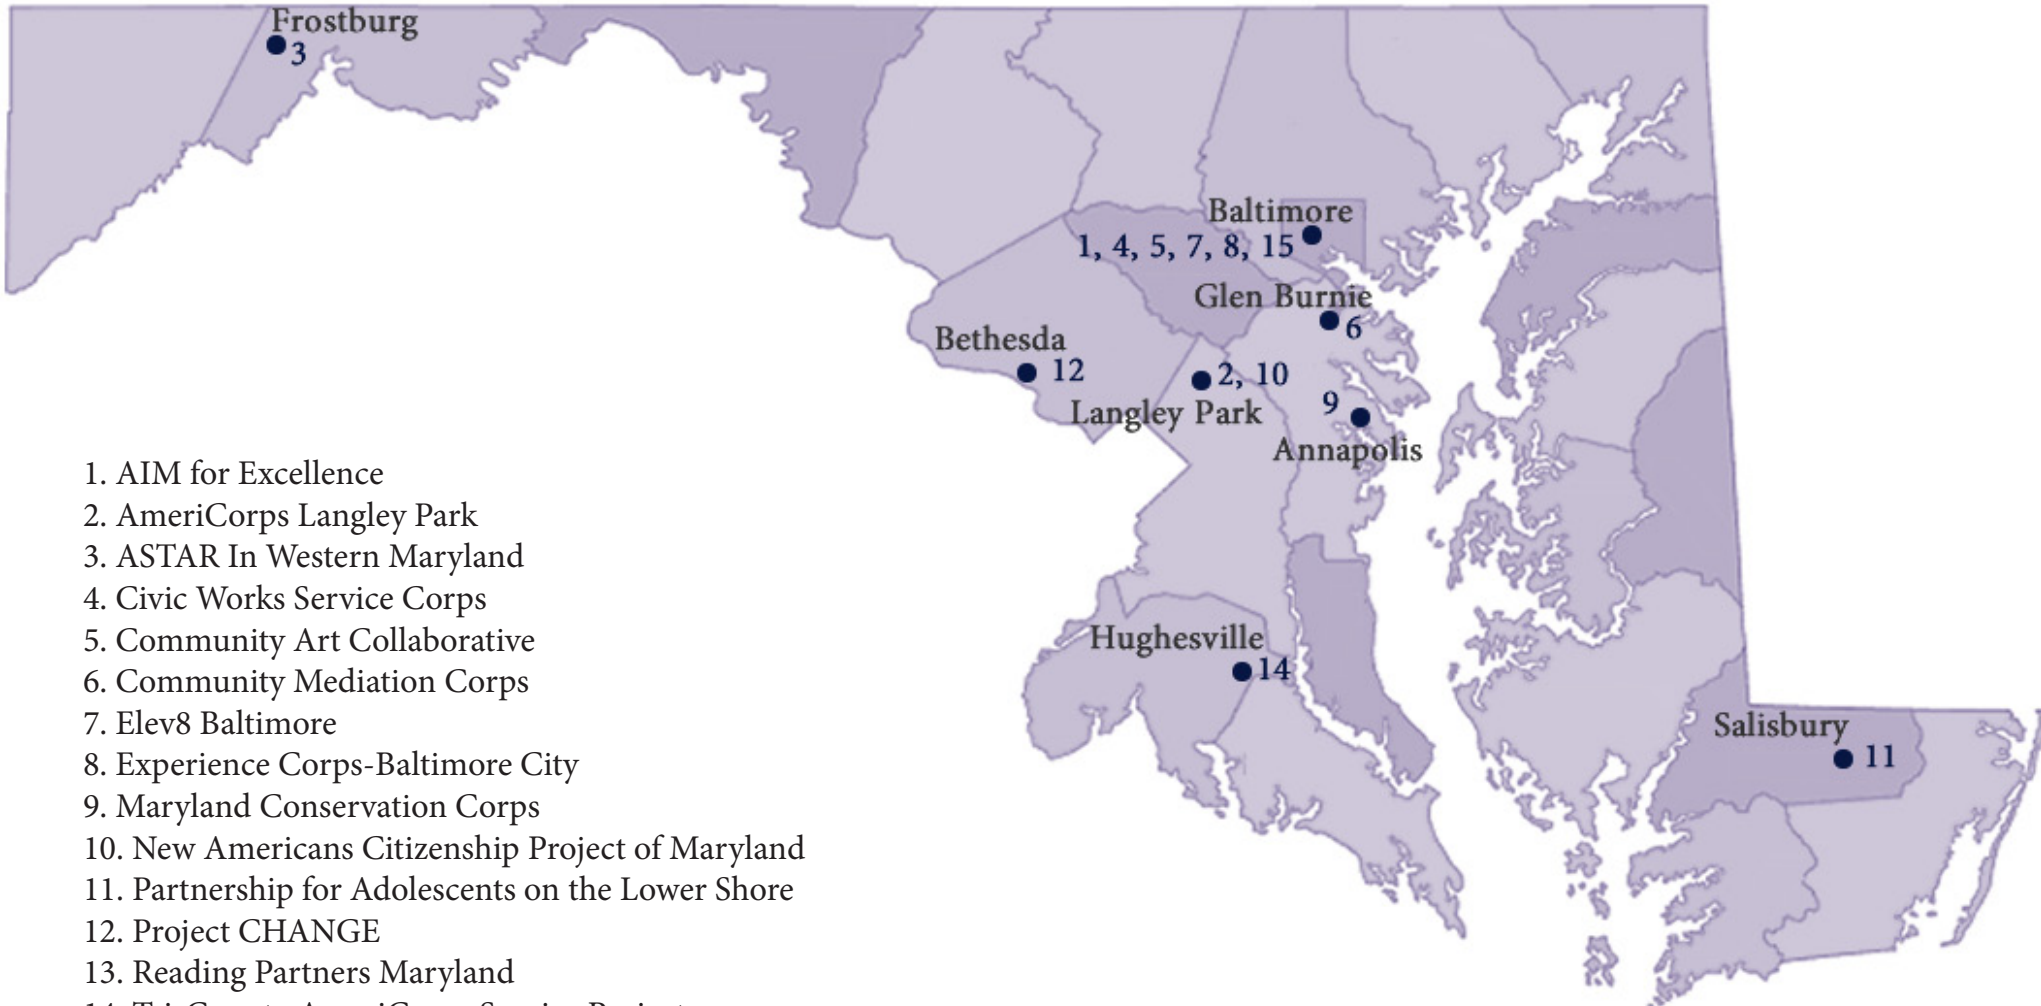 Frostburg
3
Baltimore
1, 4, 5, 7, 8, 15
Glen Burnie
6
Bethesda
12
2, 10
Langley Park
9
Annapolis
Hughesville
14
Salisbury
11
1. AIM for Excellence
2. AmeriCorps Langley Park
3. ASTAR In Western Maryland
4. Civic Works Service Corps
5. Community Art Collaborative
6. Community Mediation Corps
7. Elev8 Baltimore
8. Experience Corps-Baltimore City
9. Maryland Conservation Corps
10. New Americans Citizenship Project of Maryland
11. Partnership for Adolescents on the Lower Shore
12. Project CHANGE
13. Reading Partners Maryland